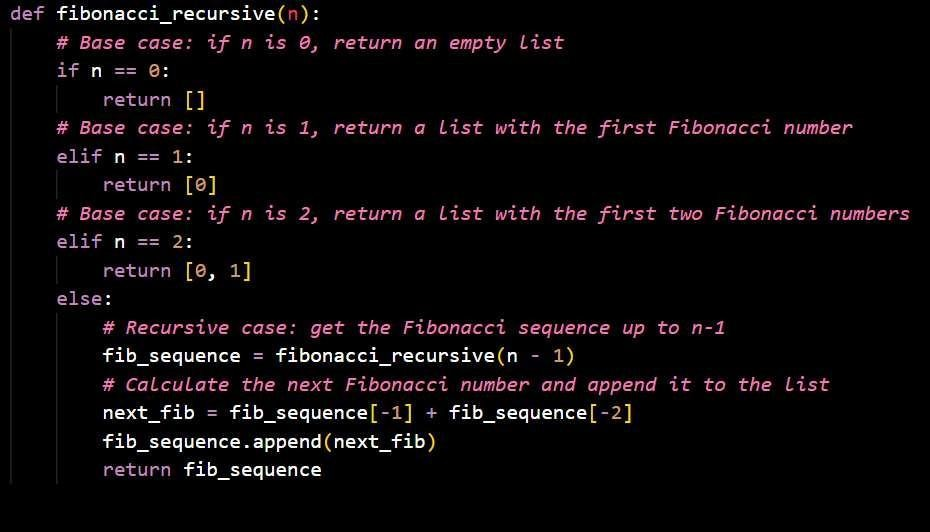 def fibonacci_recursive(n):
    # Base case: if n is 0, return an empty list
    if n == 0:
        return []
    # Base case: if n is 1, return a list with the first Fibonacci number
    elif n == 1:
        return [0]
    # Base case: if n is 2, return a list with the first two Fibonacci numbers
    elif n == 2:
        return [0, 1]
    else:
        # Recursive case: get the Fibonacci sequence up to n-1
        fib_sequence = fibonacci_recursive(n - 1)
        # Calculate the next Fibonacci number and append it to the list
        next_fib = fib_sequence[-1] + fib_sequence[-2]
        fib_sequence.append(next_fib)
        return fib_sequence